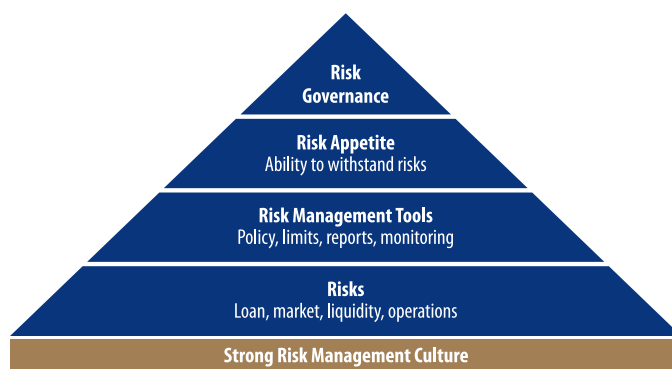 Risk
Governance
Risk Appetite
Ability to withstand risks
Risk Management Tools
Policy, limits, reports, monitoring
Risks
Loan, market, liquidity, operations
Strong Risk Management Culture